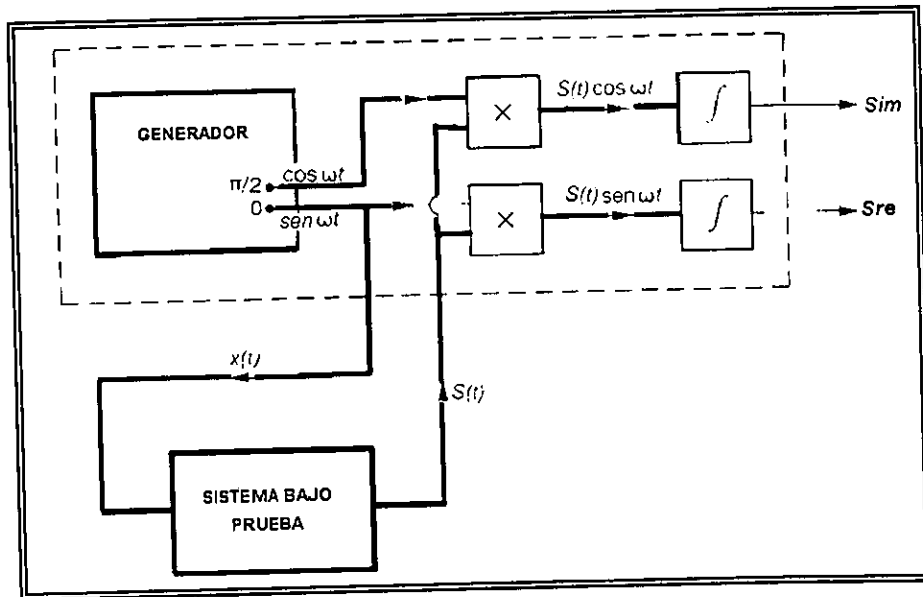 S(t) cos ωt
∫
Sim
GENERADOR
×
π/2
cos ωt
0
sen ωt
S(t) sen ωt
×
∫
Sre
x(t)
S(t)
SISTEMA BAJO
PRUEBA